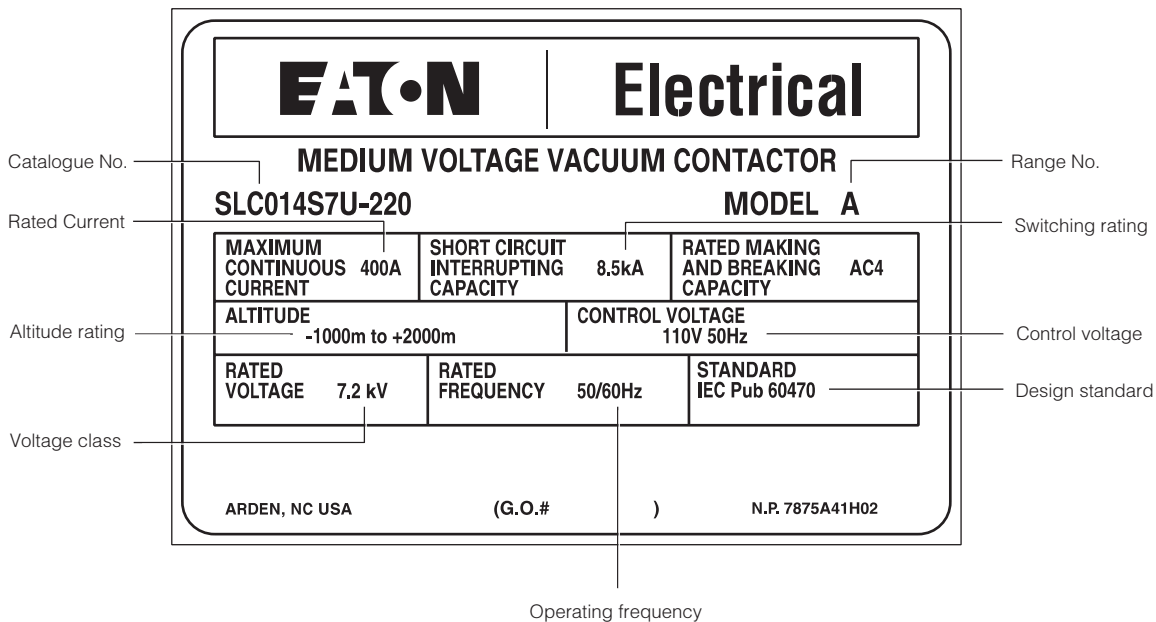 EATON Electrical
Catalogue No.
MEDIUM VOLTAGE VACUUM CONTACTOR
Range No.
SLC014S7U-220
MODEL A
Rated Current
Switching rating
MAXIMUM
CONTINUOUS 400A
CURRENT
SHORT CIRCUIT
INTERRUPTING 8.5kA
CAPACITY
RATED MAKING
AND BREAKING AC4
CAPACITY
Altitude rating
ALTITUDE
-1000m to +2000m
CONTROL VOLTAGE
110V 50Hz
Control voltage
RATED
VOLTAGE 7.2 kV
RATED
FREQUENCY 50/60Hz
STANDARD
IEC Pub 60470
Design standard
Voltage class
ARDEN, NC USA
(G.O.# )
N.P. 7875A41H02
Operating frequency